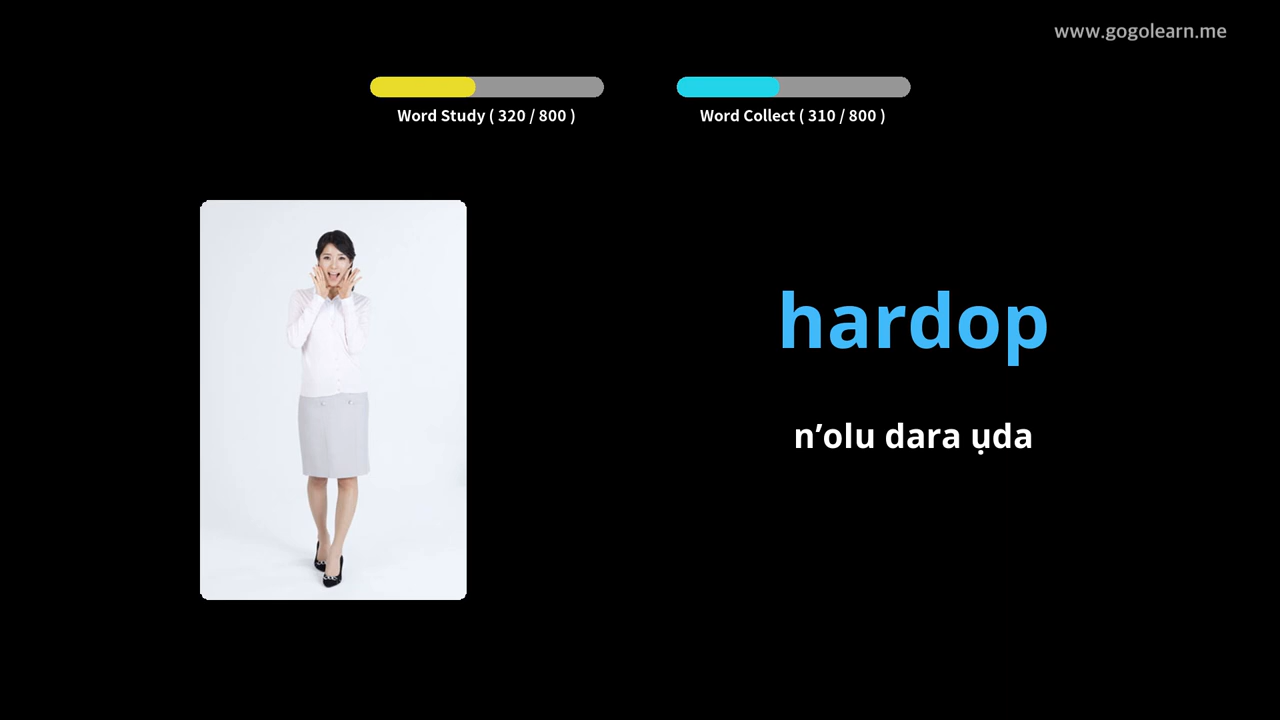 www.gogolearn.me
Word Study ( 320 / 800 )
Word Collect ( 310 / 800 )
hardop
n’olu dara ụda